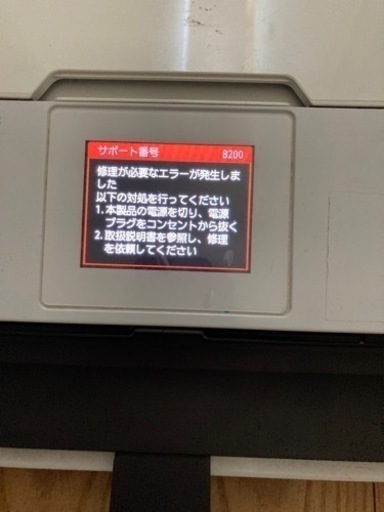 サポート番号 B200
修理が必要なエラーが発生しま
した
以下の対処を行ってください
1.本製品の電源を切り、電源
プラグをコンセントから抜く
2.取扱説明書を参照し、修理
を依頼してください